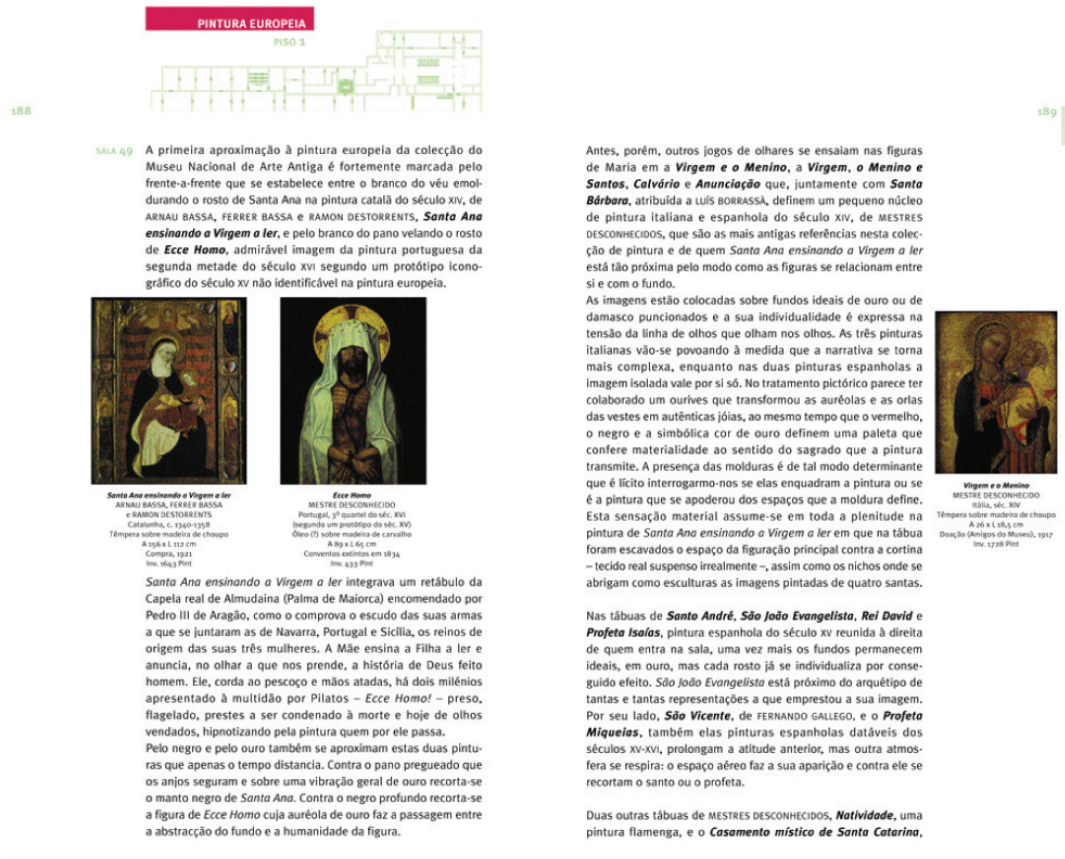 PINTURA EUROPEIA
PISO 1
188
SALA 49
A primeira aproximação à pintura europeia da colecção do
Museu Nacional de Arte Antiga é fortemente marcada pelo
frente-a-frente que se estabelece entre o branco do véu emol-
durando o rosto de Santa Ana na pintura catalã do século XIV, de
ARNAU BASSA, FERRER BASSA e RAMON DESTORRENTS, Santa Ana
ensinando a Virgem a ler, e pelo branco do pano velando o rosto
de Ecce Homo, admirável imagem da pintura portuguesa da
segunda metade do século XVI segundo um protótipo icono-
gráfico do século XV não identificável na pintura europeia.
Santa Ana ensinando a Virgem a ler
ARNAU BASSA, FERRER BASSA
e RAMON DESTORRENTS
Catalunha, c. 1340-1358
Têmpera sobre madeira de choupo
A 156 x L 112 cm
Compra, 1921
Inv. 1643 Pint
Ecce Homo
MESTRE DESCONHECIDO
Portugal, 3º quartel do séc. XVI
(segundo um protótipo do séc. XV)
Óleo (?) sobre madeira de carvalho
A 89 x L 65 cm
Conventos extintos em 1834
Inv. 433 Pint
Santa Ana ensinando a Virgem a ler integrava um retábulo da
Capela real de Almudaina (Palma de Maiorca) encomendado por
Pedro III de Aragão, como o comprova o escudo das suas armas
a que se juntaram as de Navarra, Portugal e Sicília, os reinos de
origem das suas três mulheres. A Mãe ensina a Filha a ler e
anuncia, no olhar a que nos prende, a história de Deus feito
homem. Ele, corda ao pescoço e mãos atadas, há dois milénios
apresentado à multidão por Pilatos – Ecce Homo! – preso,
flagelado, prestes a ser condenado à morte e hoje de olhos
vendados, hipnotizando pela pintura quem por ele passa.
Pelo negro e pelo ouro também se aproximam estas duas pintu-
ras que apenas o tempo distancia. Contra o pano pregueado que
os anjos seguram e sobre uma vibração geral de ouro recorta-se
o manto negro de Santa Ana. Contra o negro profundo recorta-se
a figura de Ecce Homo cuja auréola de ouro faz a passagem entre
a abstracção do fundo e a humanidade da figura.
189
Antes, porém, outros jogos de olhares se ensaiam nas figuras
de Maria em a Virgem e o Menino, a Virgem, o Menino e
Santos, Calvário e Anunciação que, juntamente com Santa
Bárbara, atribuída a LUÍS BORRASSÀ, definem um pequeno núcleo
de pintura italiana e espanhola do século XIV, de MESTRES
DESCONHECIDOS, que são as mais antigas referências nesta colec-
ção de pintura e de quem Santa Ana ensinando a Virgem a ler
está tão próxima pelo modo como as figuras se relacionam entre
si e com o fundo.
As imagens estão colocadas sobre fundos ideais de ouro ou de
damasco puncionados e a sua individualidade é expressa na
tensão da linha de olhos que olham nos olhos. As três pinturas
italianas vão-se povoando à medida que a narrativa se torna
mais complexa, enquanto nas duas pinturas espanholas a
imagem isolada vale por si só. No tratamento pictórico parece ter
colaborado um ourives que transformou as auréolas e as orlas
das vestes em autênticas jóias, ao mesmo tempo que o vermelho,
o negro e a simbólica cor de ouro definem uma paleta que
confere materialidade ao sentido do sagrado que a pintura
transmite. A presença das molduras é de tal modo determinante
que é lícito interrogarmo-nos se elas enquadram a pintura ou se
é a pintura que se apoderou dos espaços que a moldura define.
Esta sensação material assume-se em toda a plenitude na
pintura de Santa Ana ensinando a Virgem a ler em que na tábua
foram escavados o espaço da figuração principal contra a cortina
– tecido real suspenso irrealmente –, assim como os nichos onde se
abrigam como esculturas as imagens pintadas de quatro santas.
Virgem e o Menino
MESTRE DESCONHECIDO
Itália, séc. XIV
Têmpera sobre madeira de choupo
A 26 x L 18,5 cm
Doação (Amigos do Museu), 1917
Inv. 1728 Pint
Nas tábuas de Santo André, São João Evangelista, Rei David e
Profeta Isaías, pintura espanhola do século XV reunida à direita
de quem entra na sala, uma vez mais os fundos permanecem
ideais, em ouro, mas cada rosto já se individualiza por conse-
guido efeito. São João Evangelista está próximo do arquétipo de
tantas e tantas representações a que emprestou a sua imagem.
Por seu lado, São Vicente, de FERNANDO GALLEGO, e o Profeta
Miqueias, também elas pinturas espanholas datáveis dos
séculos XV-XVI, prolongam a atitude anterior, mas outra atmos-
fera se respira: o espaço aéreo faz a sua aparição e contra ele se
recortam o santo ou o profeta.
Duas outras tábuas de MESTRES DESCONHECIDOS, Natividade, uma
pintura flamenga, e o Casamento místico de Santa Catarina,